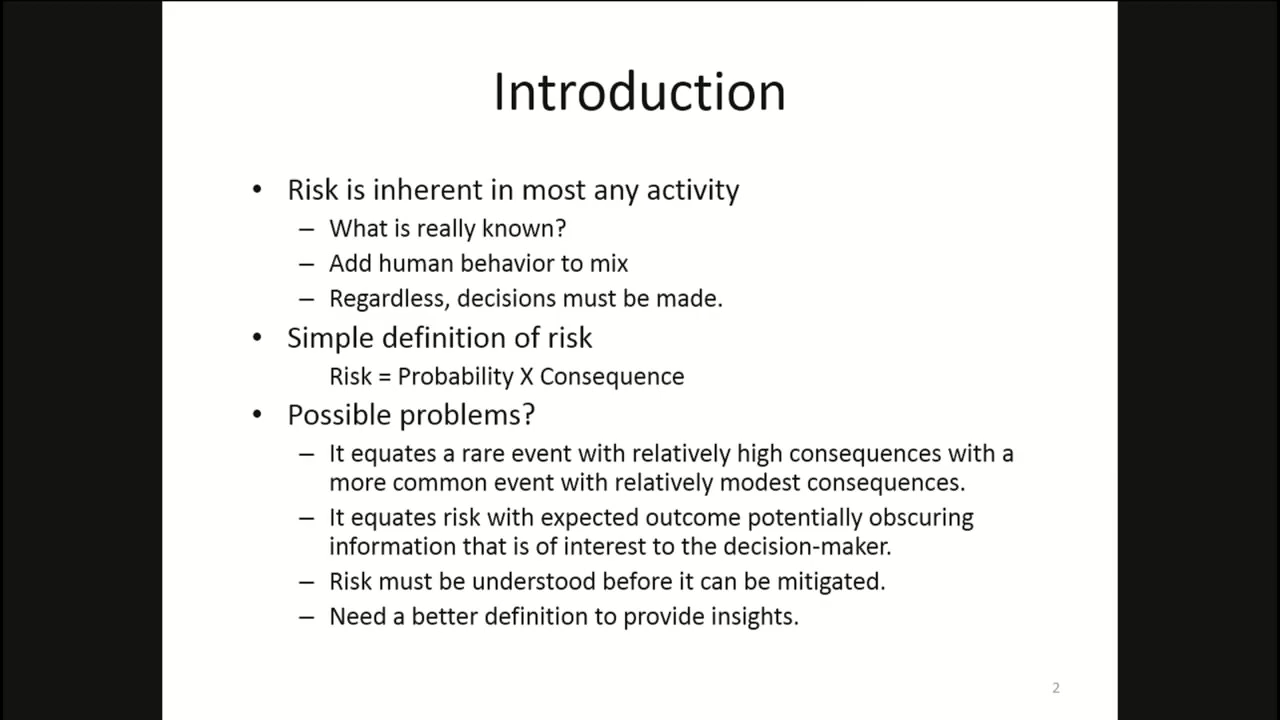 Introduction
• Risk is inherent in most any activity
– What is really known?
– Add human behavior to mix
– Regardless, decisions must be made.
• Simple definition of risk
Risk = Probability X Consequence
• Possible problems?
– It equates a rare event with relatively high consequences with a
more common event with relatively modest consequences.
– It equates risk with expected outcome potentially obscuring
information that is of interest to the decision-maker.
– Risk must be understood before it can be mitigated.
– Need a better definition to provide insights.
2